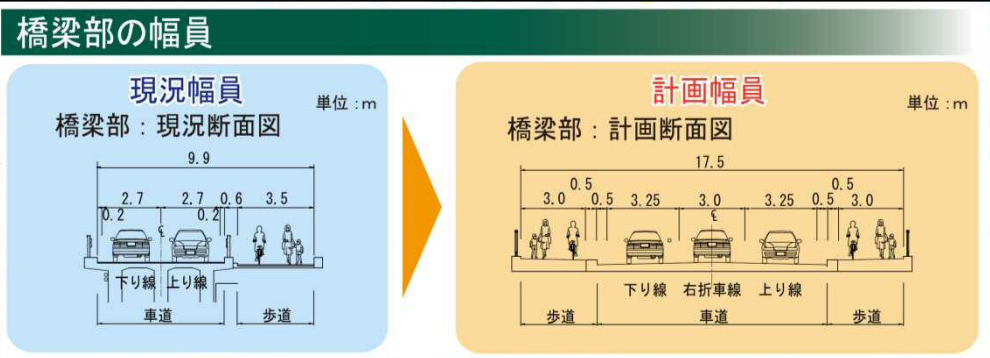 橋梁部の幅員
現況幅員
単位:m
橋梁部:現況断面図
9.9
2.7 2.7 0.6 3.5
0.2 0.2
℄
下り線 上り線
車道 歩道
計画幅員
単位:m
橋梁部:計画断面図
17.5
0.5 0.5
3.0 0.5 3.25 3.0 3.25 0.5 3.0
℄
下り線 右折車線 上り線
歩道 車道 歩道